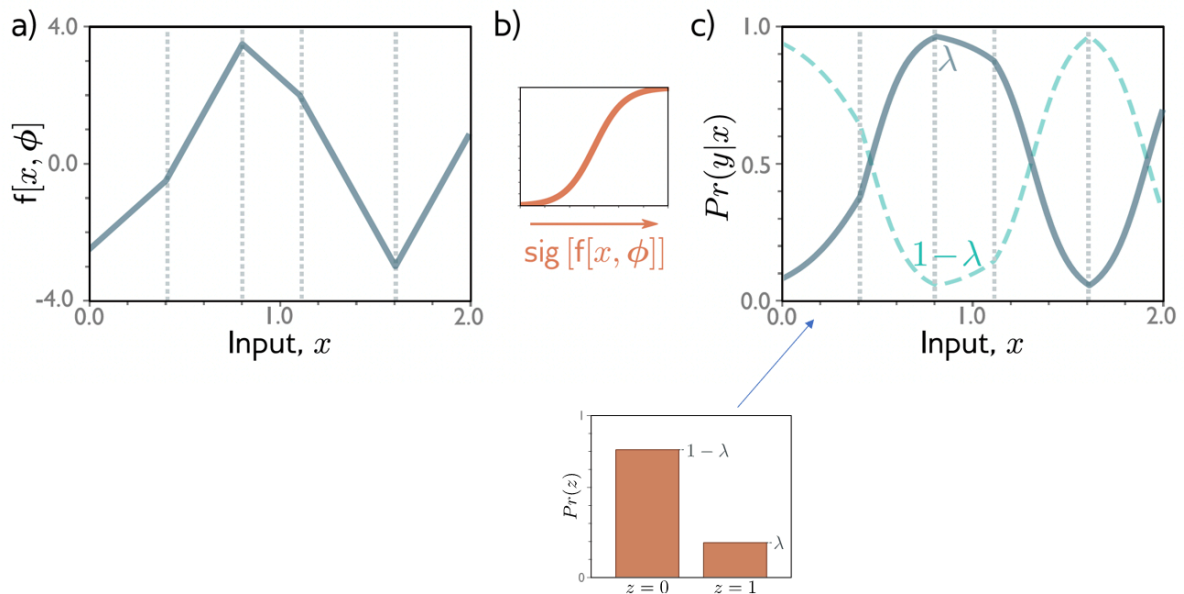 a)
4.0
0.0
-4.0
f[x, ϕ]
0.0
1.0
2.0
Input, x
b)
sig [f[x, ϕ]]
c)
1.0
0.5
0.0
Pr(y|x)
λ
1−λ
0.0
1.0
2.0
Input, x
1
0
Pr(z)
1 − λ
λ
z = 0
z = 1